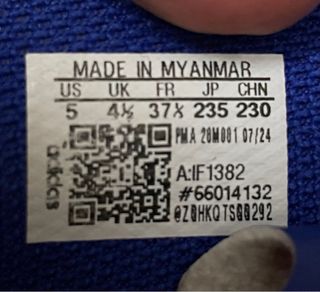 MADE IN MYANMAR
US UK FR JP CHN
5 4½ 37⅓ 235 230
adidas
PMA 20M001 07/24
A:IF1382
#66014132
@Z0HKQTS00292